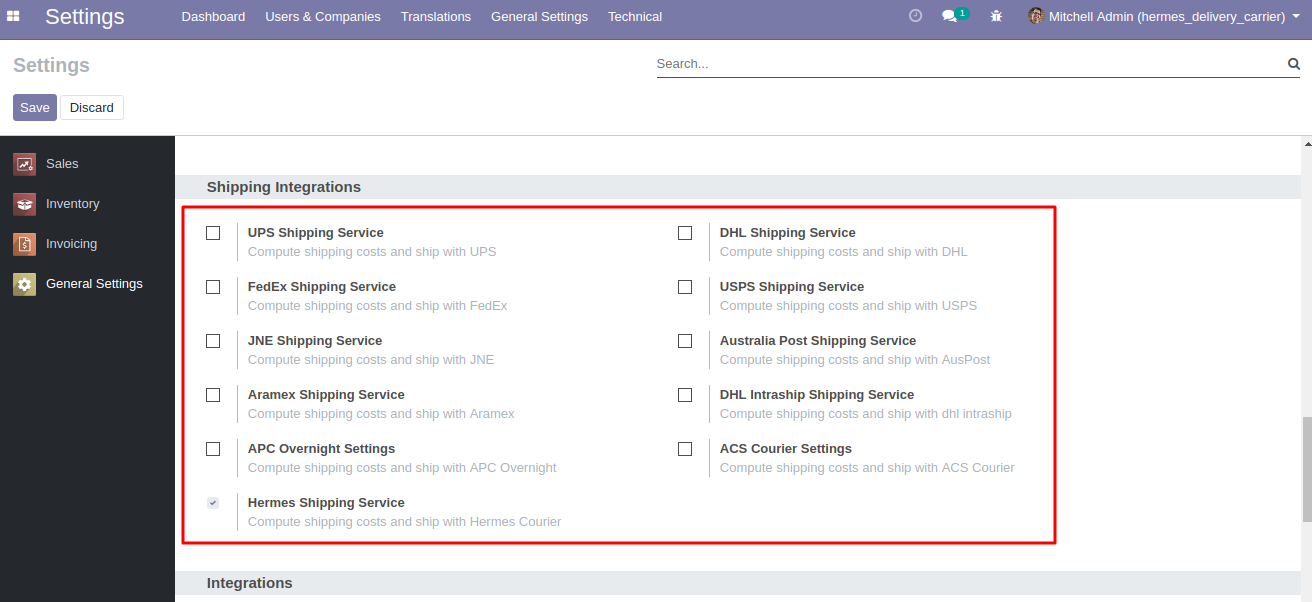 Settings
Dashboard Users & Companies Translations General Settings Technical
1
Mitchell Admin (hermes_delivery_carrier)
Settings
Search...
Save Discard
Sales
Inventory
Invoicing
General Settings
Shipping Integrations
UPS Shipping Service
Compute shipping costs and ship with UPS
DHL Shipping Service
Compute shipping costs and ship with DHL
FedEx Shipping Service
Compute shipping costs and ship with FedEx
USPS Shipping Service
Compute shipping costs and ship with USPS
JNE Shipping Service
Compute shipping costs and ship with JNE
Australia Post Shipping Service
Compute shipping costs and ship with AusPost
Aramex Shipping Service
Compute shipping costs and ship with Aramex
DHL Intraship Shipping Service
Compute shipping costs and ship with dhl intraship
APC Overnight Settings
Compute shipping costs and ship with APC Overnight
ACS Courier Settings
Compute shipping costs and ship with ACS Courier
Hermes Shipping Service
Compute shipping costs and ship with Hermes Courier
Integrations